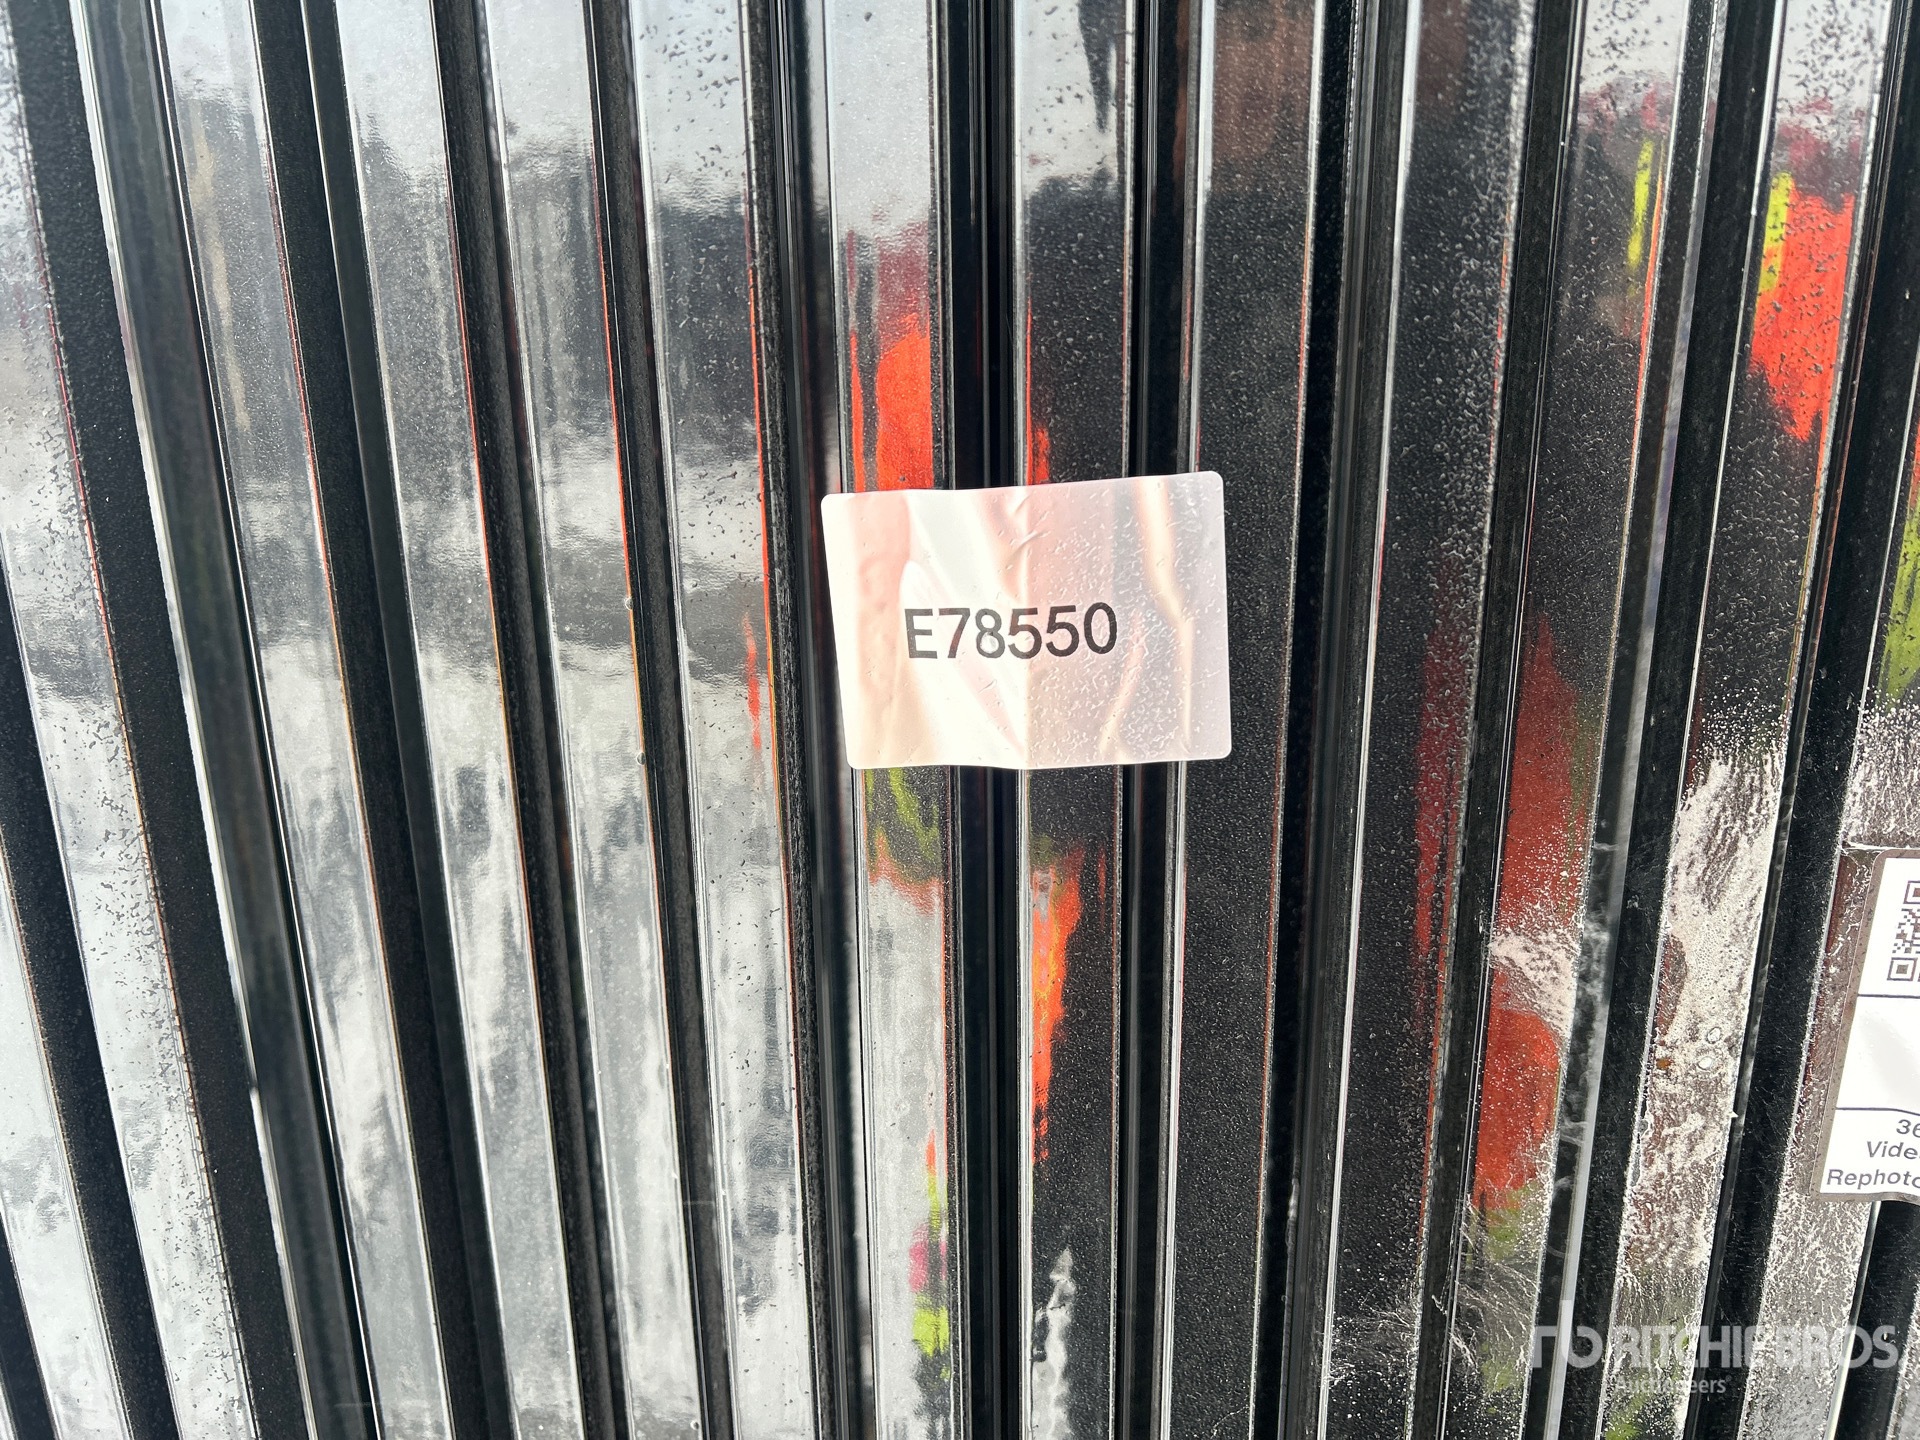 E78550
36
Vide
Rephoto
RITCHIE BROS
Auctioneers